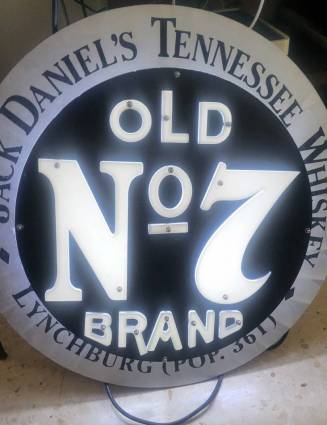 JACK DANIEL'S TENNESSEE WHISKEY
OLD
No 7
BRAND
LYNCHBURG (POP. 361)